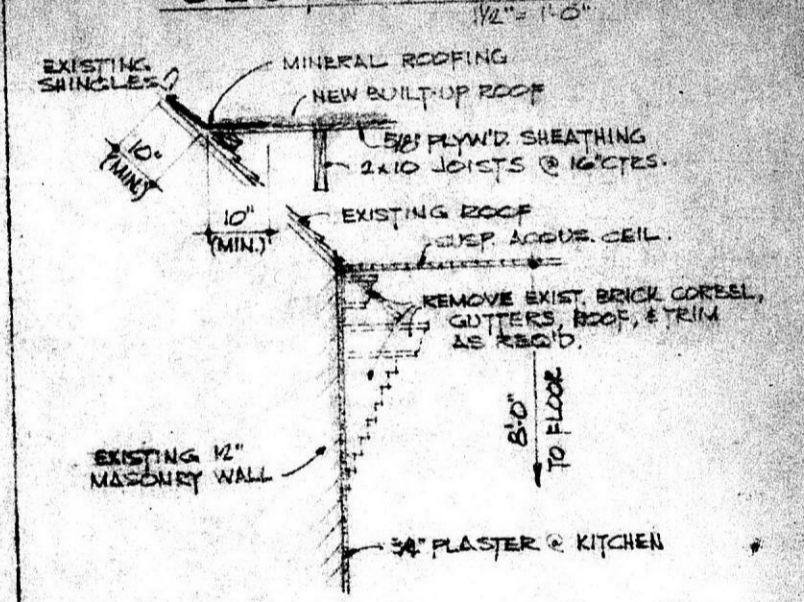 1 1/2" = 1'-0"
EXISTING
SHINGLES
MINERAL ROOFING
NEW BUILT-UP ROOF
5/8" PLYW'D. SHEATHING
2x10 JOISTS @ 16" CTRS.
10"
(MIN.)
10"
(MIN.)
EXISTING ROOF
SUSP. ACOUS. CEIL.
REMOVE EXIST. BRICK CORBEL,
GUTTERS, ROOF, & TRIM
AS REQ'D.
8'-0"
TO FLOOR
EXISTING 12"
MASONRY WALL
3/4" PLASTER @ KITCHEN